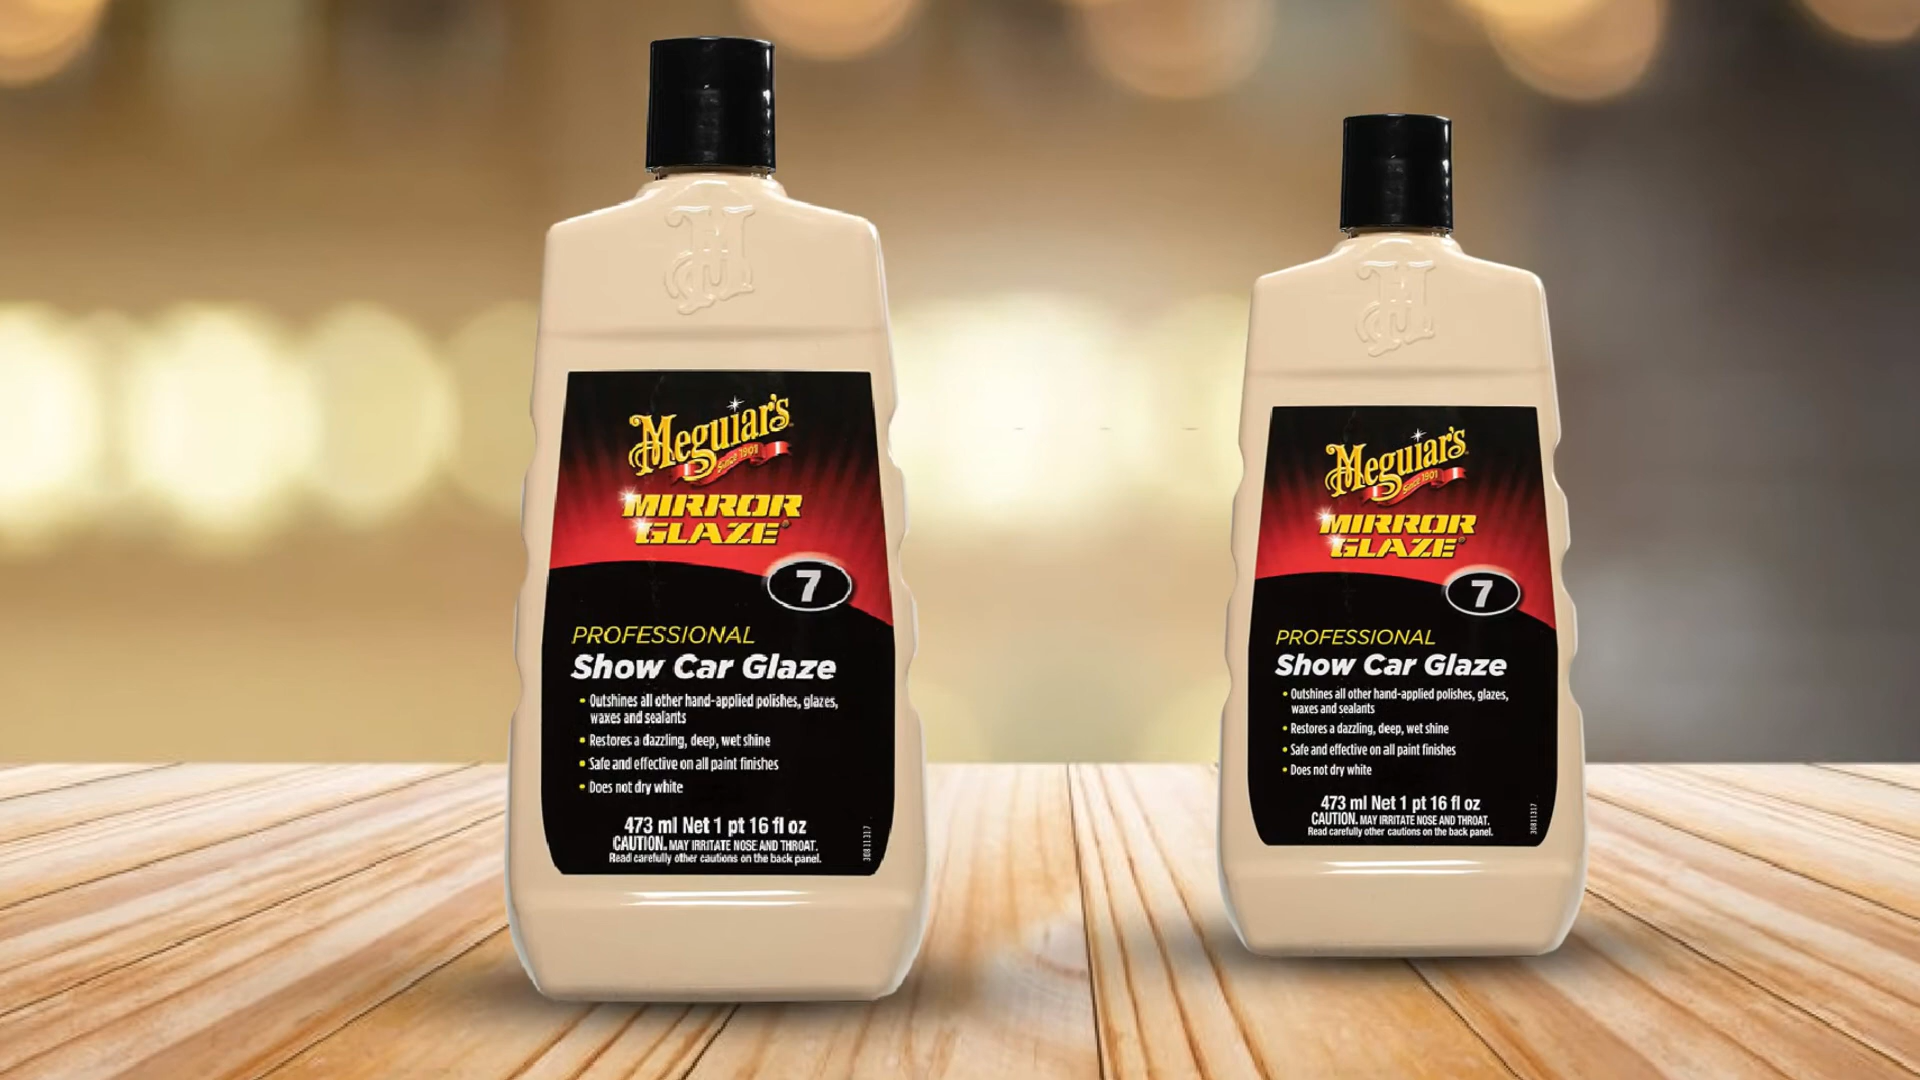 Meguiar's
Since 1901
MIRROR
GLAZE®
7
PROFESSIONAL
Show Car Glaze
• Outshines all other hand-applied polishes, glazes,
waxes and sealants
• Restores a dazzling, deep, wet shine
• Safe and effective on all paint finishes
• Does not dry white
473 ml Net 1 pt 16 fl oz
CAUTION. MAY IRRITATE NOSE AND THROAT.
Read carefully other cautions on the back panel.
30811317
Meguiar's
Since 1901
MIRROR
GLAZE®
7
PROFESSIONAL
Show Car Glaze
• Outshines all other hand-applied polishes, glazes,
waxes and sealants
• Restores a dazzling, deep, wet shine
• Safe and effective on all paint finishes
• Does not dry white
473 ml Net 1 pt 16 fl oz
CAUTION. MAY IRRITATE NOSE AND THROAT.
Read carefully other cautions on the back panel.
30811317